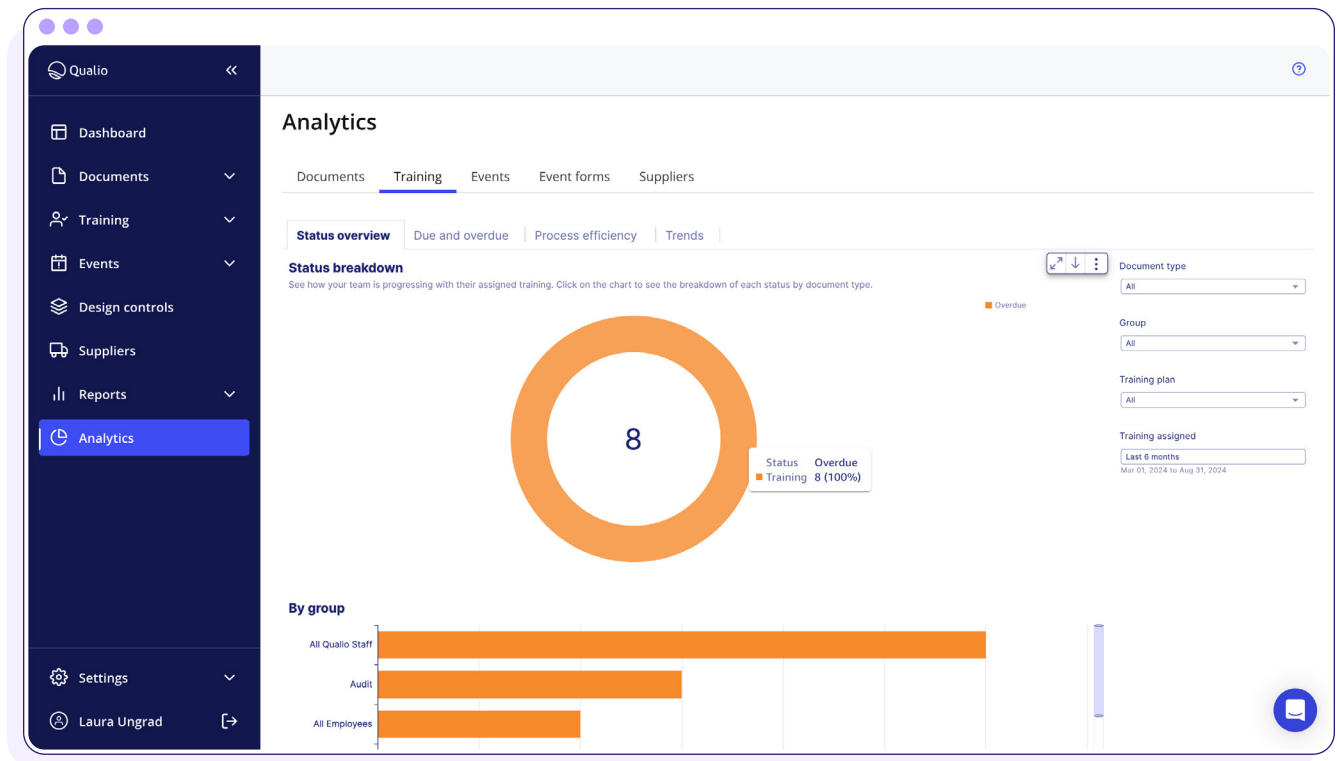 Qualio
Dashboard
Documents
Training
Events
Design controls
Suppliers
Reports
Analytics
Settings
Laura Ungrad
Analytics
Documents Training Events Event forms Suppliers
Status overview Due and overdue Process efficiency Trends
Status breakdown
See how your team is progressing with their assigned training. Click on the chart to see the breakdown of each status by document type.
Overdue
8
Status Overdue
Training 8 (100%)
Document type
All
Group
All
Training plan
All
Training assigned
Last 6 months
Mar 01, 2024 to Aug 31, 2024
By group
All Qualio Staff
Audit
All Employees